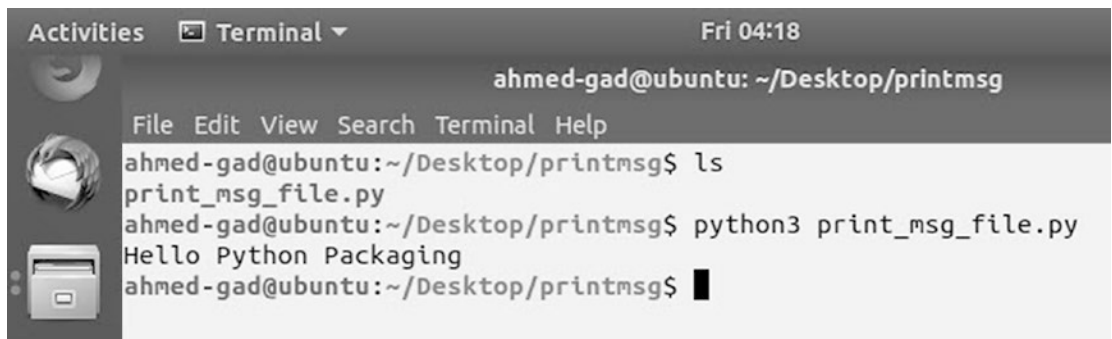 Activities Terminal Fri 04:18
ahmed-gad@ubuntu: ~/Desktop/printmsg
File Edit View Search Terminal Help
ahmed-gad@ubuntu:~/Desktop/printmsg$ ls
print_msg_file.py
ahmed-gad@ubuntu:~/Desktop/printmsg$ python3 print_msg_file.py
Hello Python Packaging
ahmed-gad@ubuntu:~/Desktop/printmsg$